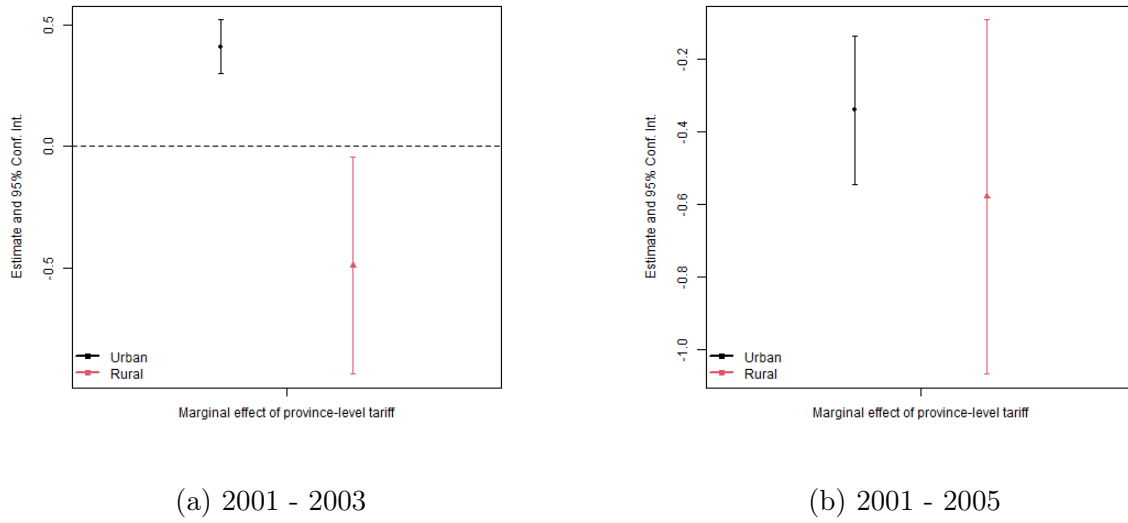 Estimate and 95% Conf. Int.
0.5
0.0
-0.5
Urban
Rural
Marginal effect of province-level tariff
(a) 2001 - 2003
Estimate and 95% Conf. Int.
-0.2
-0.4
-0.6
-0.8
-1.0
Urban
Rural
Marginal effect of province-level tariff
(b) 2001 - 2005